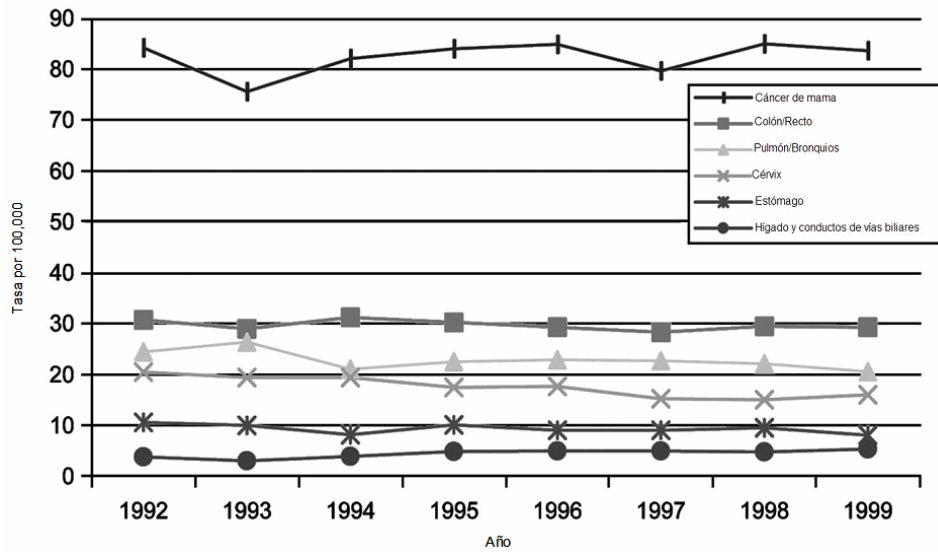 90
80
70
60
50
40
30
20
10
0
Tasa por 100,000
Cáncer de mama
Colón/Recto
Pulmón/Bronquios
Cérvix
Estómago
Hígado y conductos de vías biliares
1992 1993 1994 1995 1996 1997 1998 1999
Año